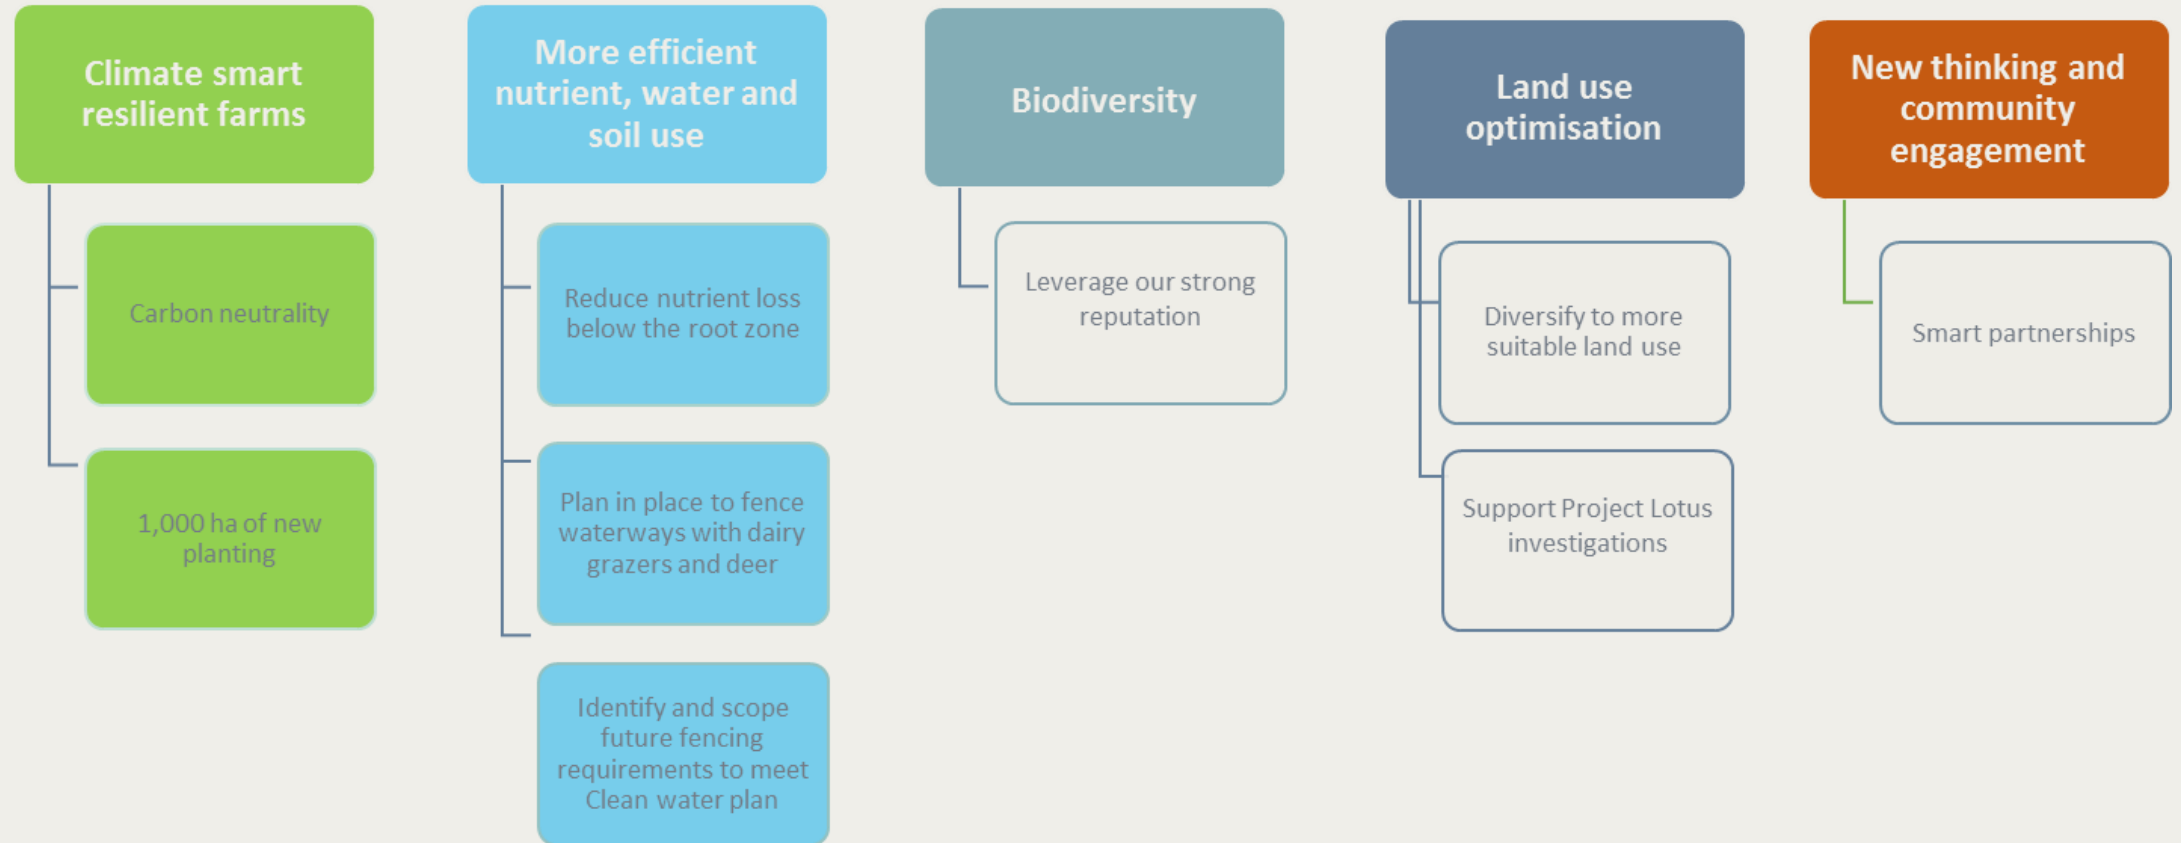 Climate smart
resilient farms
Carbon neutrality
1,000 ha of new
planting
More efficient
nutrient, water and
soil use
Reduce nutrient loss
below the root zone
Plan in place to fence
waterways with dairy
grazers and deer
Identify and scope
future fencing
requirements to meet
Clean water plan
Biodiversity
Leverage our strong
reputation
Land use
optimisation
Diversify to more
suitable land use
Support Project Lotus
investigations
New thinking and
community
engagement
Smart partnerships